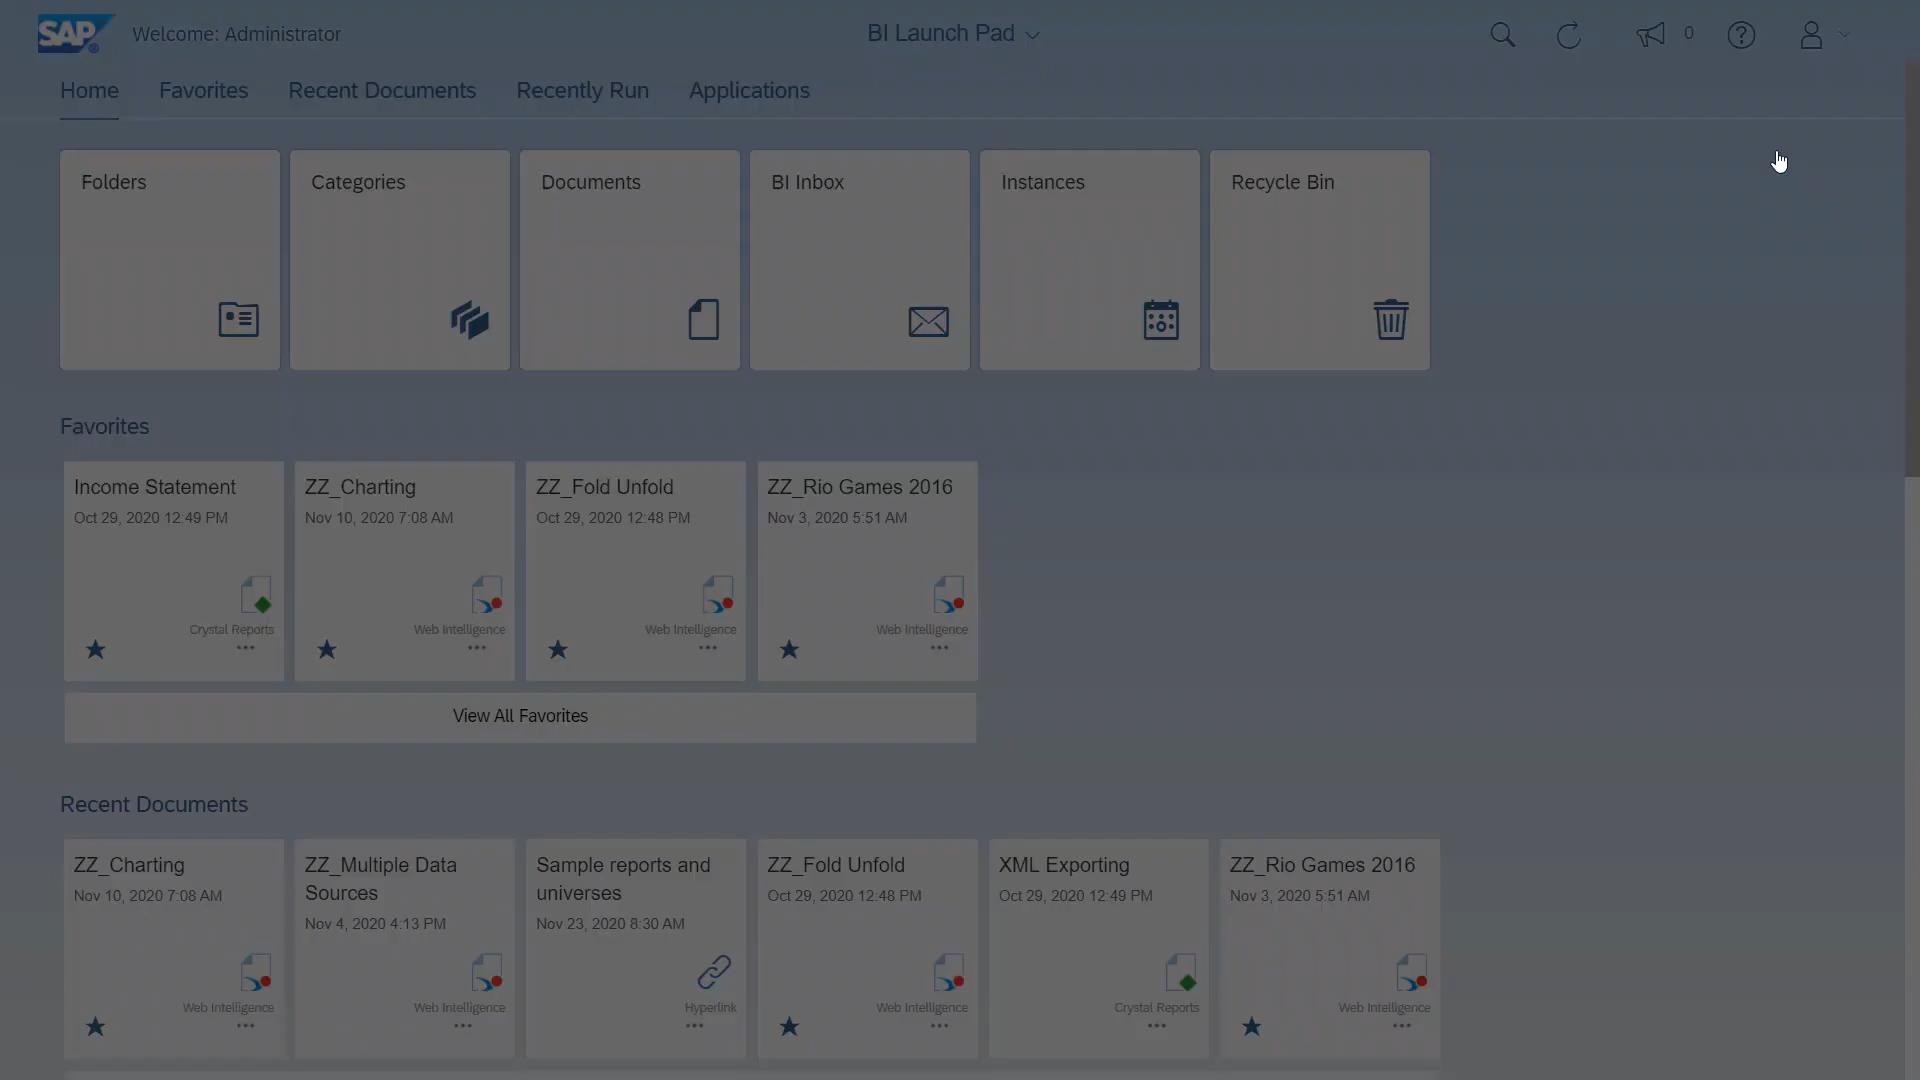 SAP
Welcome: Administrator
BI Launch Pad
0
Home Favorites Recent Documents Recently Run Applications
Folders Categories Documents BI Inbox Instances Recycle Bin
Favorites
Income Statement
Oct 29, 2020 12:49 PM
Crystal Reports
ZZ_Charting
Nov 10, 2020 7:08 AM
Web Intelligence
ZZ_Fold Unfold
Oct 29, 2020 12:48 PM
Web Intelligence
ZZ_Rio Games 2016
Nov 3, 2020 5:51 AM
Web Intelligence
View All Favorites
Recent Documents
ZZ_Charting
Nov 10, 2020 7:08 AM
Web Intelligence
ZZ_Multiple Data
Sources
Nov 4, 2020 4:13 PM
Web Intelligence
Sample reports and
universes
Nov 23, 2020 8:30 AM
Hyperlink
ZZ_Fold Unfold
Oct 29, 2020 12:48 PM
Web Intelligence
XML Exporting
Oct 29, 2020 12:49 PM
Crystal Reports
ZZ_Rio Games 2016
Nov 3, 2020 5:51 AM
Web Intelligence